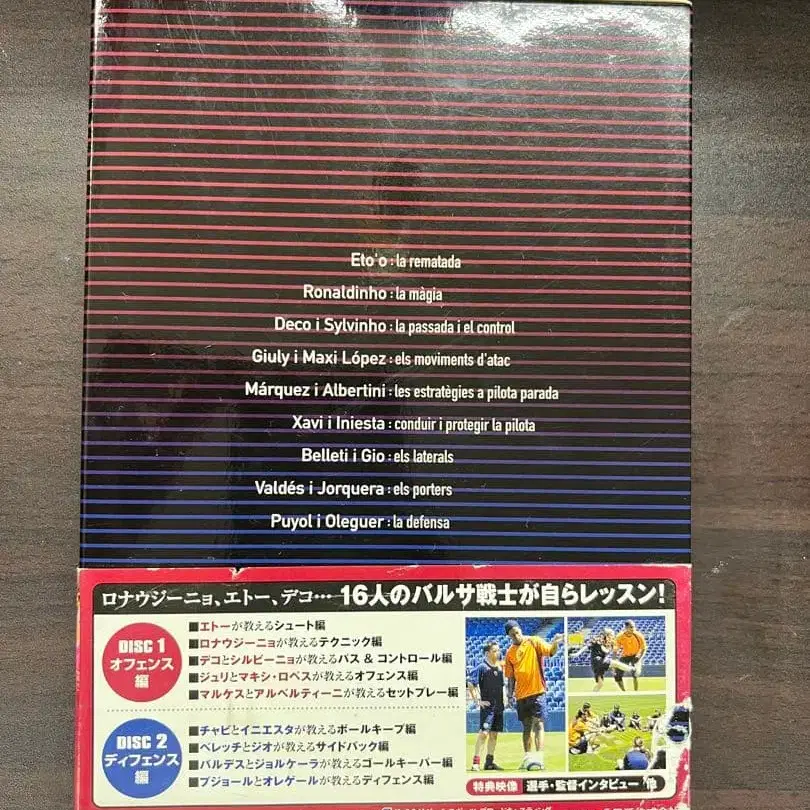 Eto'o : la rematada
Ronaldinho : la màgia
Deco i Sylvinho : la passada i el control
Giuly i Maxi López : els moviments d'atac
Márquez i Albertini : les estratègies a pilota parada
Xavi i Iniesta : conduir i protegir la pilota
Belleti i Gio : els laterals
Valdés i Jorquera : els porters
Puyol i Oleguer : la defensa
ロナウジーニョ、エトー、デコ… 16人のバルサ戦士が自らレッスン!
DISC 1
オフェンス
編
■エトーが教えるシュート編
■ロナウジーニョが教えるテクニック編
■デコとシルビーニョが教えるパス & コントロール編
■ジュリとマキシ・ロペスが教えるオフェンス編
■マルケスとアルベルティーニが教えるセットプレー編
DISC 2
ディフェンス
編
■チャビとイニエスタが教えるボールキープ編
■ベレッチとジオが教えるサイドバック編
■バルデスとジョルケーラが教えるゴールキーパー編
■プジョールとオレゲールが教えるディフェンス編
特典映像 選手・監督インタビュー 他